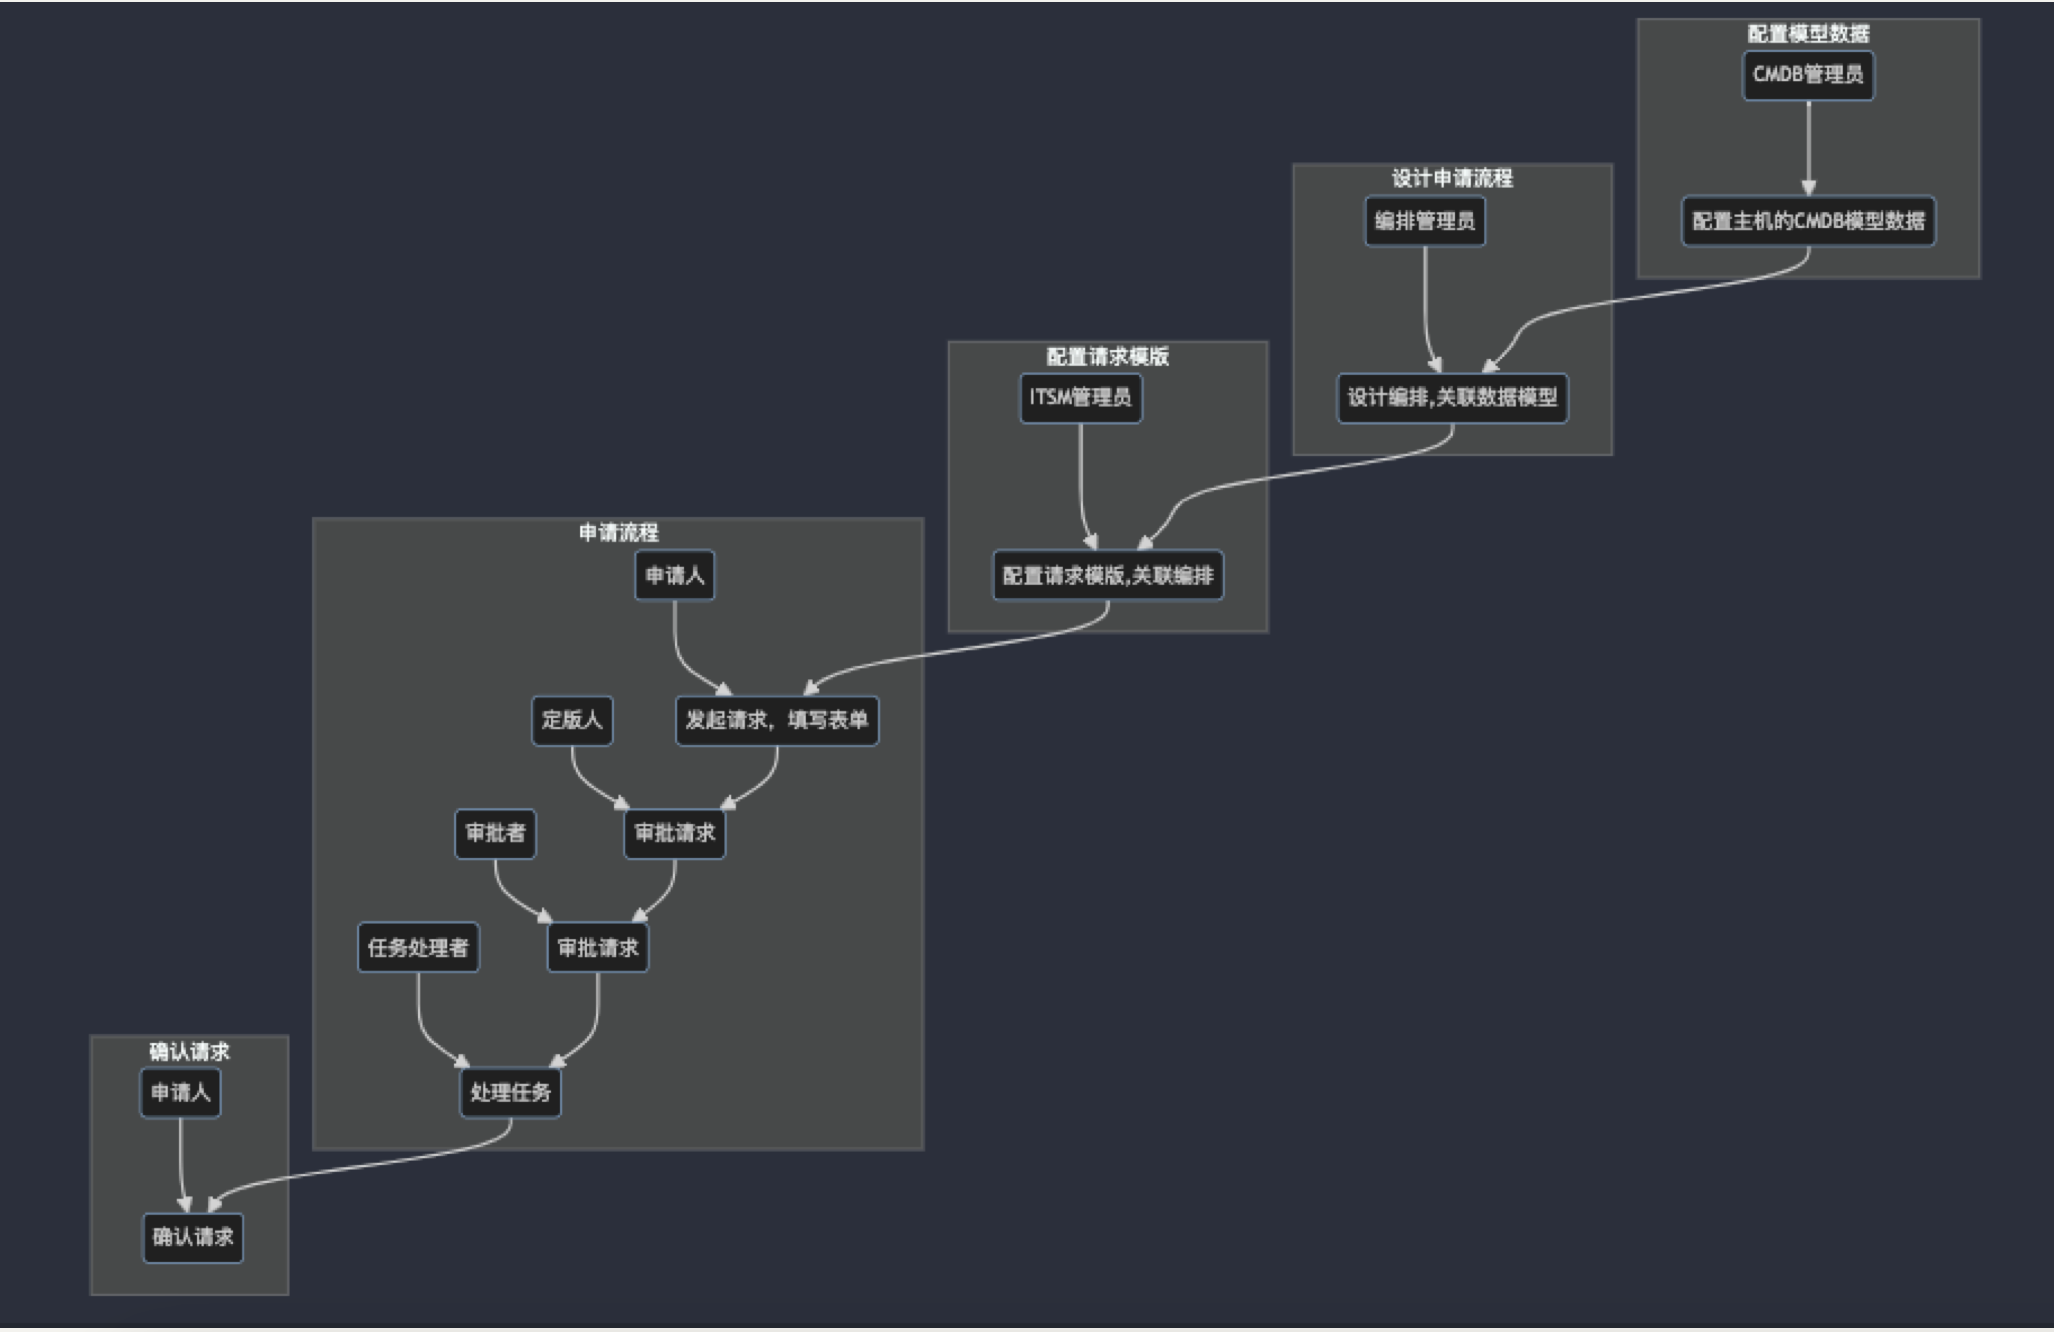 配置模型数据
CMDB管理员
配置主机的CMDB模型数据
设计申请流程
编排管理员
设计编排,关联数据模型
配置请求模版
ITSM管理员
配置请求模版,关联编排
申请流程
申请人
发起请求，填写表单
定版人
审批请求
审批者
审批请求
任务处理者
处理任务
确认请求
申请人
确认请求